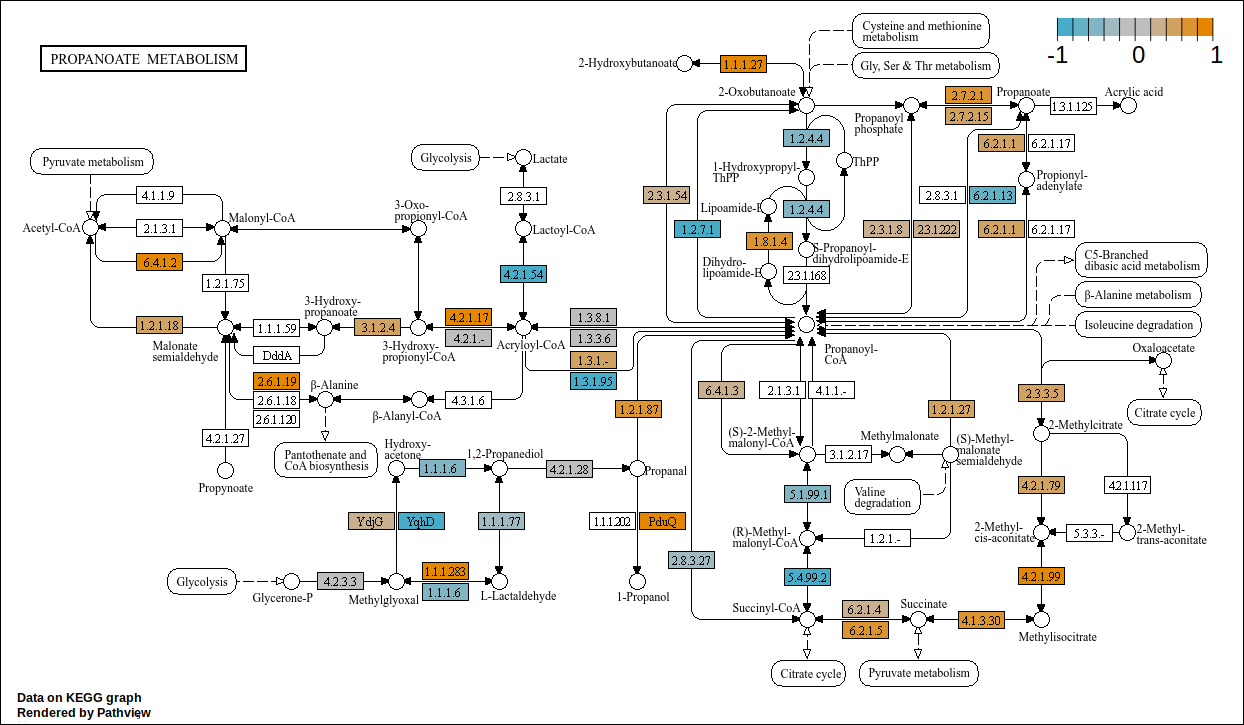 PROPANOATE METABOLISM
-1 0 1
Cysteine and methionine
metabolism
2-Hydroxybutanoate
1.1.1.27
Gly, Ser & Thr metabolism
2-Oxobutanoate
2.7.2.1
2.7.2.15
Propanoate
Acrylic acid
1.3.1.125
Propanoyl
phosphate
1.2.4.4
ThPP
6.2.1.1
6.2.1.17
Pyruvate metabolism
Glycolysis
Lactate
1-Hydroxypropyl-
ThPP
Propionyl-
adenylate
4.1.1.9
2.8.3.1
2.3.1.54
2.8.3.1
6.2.1.13
3-Oxo-
propionyl-CoA
Lipoamide-E
1.2.4.4
Acetyl-CoA
2.1.3.1
Malonyl-CoA
Lactoyl-CoA
1.2.7.1
2.3.1.8
2.3.1.222
6.2.1.1
6.2.1.17
1.8.1.4
S-Propanoyl-
dihydrolipoamide-E
6.4.1.2
4.2.1.54
Dihydro-
lipoamide-E
2.3.1.168
C5-Branched
dibasic acid metabolism
1.2.1.75
β-Alanine metabolism
3-Hydroxy-
propanoate
4.2.1.17
4.2.1.-
1.3.8.1
1.3.3.6
1.3.1.-
1.3.1.95
Isoleucine degradation
1.2.1.18
1.1.1.59
3.1.2.4
Malonate
semialdehyde
DddA
3-Hydroxy-
propionyl-CoA
Acryloyl-CoA
Propanoyl-
CoA
Oxaloacetate
2.6.1.19
2.6.1.18
2.6.1.120
β-Alanine
4.3.1.6
β-Alanyl-CoA
1.2.1.87
6.4.1.3
2.1.3.1
4.1.1.-
1.2.1.27
2.3.3.5
Citrate cycle
4.2.1.27
Pantothenate and
CoA biosynthesis
Hydroxy-
acetone
1,2-Propanediol
(S)-2-Methyl-
malonyl-CoA
Methylmalonate
(S)-Methyl-
malonate
semialdehyde
2-Methylcitrate
Propynoate
1.1.1.6
4.2.1.28
Propanal
3.1.2.17
Valine
degradation
5.1.99.1
4.2.1.79
4.2.1.117
YdjG
YqhD
1.1.1.77
1.1.1.202
PduQ
(R)-Methyl-
malonyl-CoA
1.2.1.-
2-Methyl-
cis-aconitate
5.3.3.-
2-Methyl-
trans-aconitate
2.8.3.27
Glycolysis
Glycerone-P
4.2.3.3
Methylglyoxal
1.1.1.283
1.1.1.6
L-Lactaldehyde
1-Propanol
5.4.99.2
4.2.1.99
Succinyl-CoA
6.2.1.4
6.2.1.5
Succinate
4.1.3.30
Methylisocitrate
Citrate cycle
Pyruvate metabolism
Data on KEGG graph
Rendered by Pathview